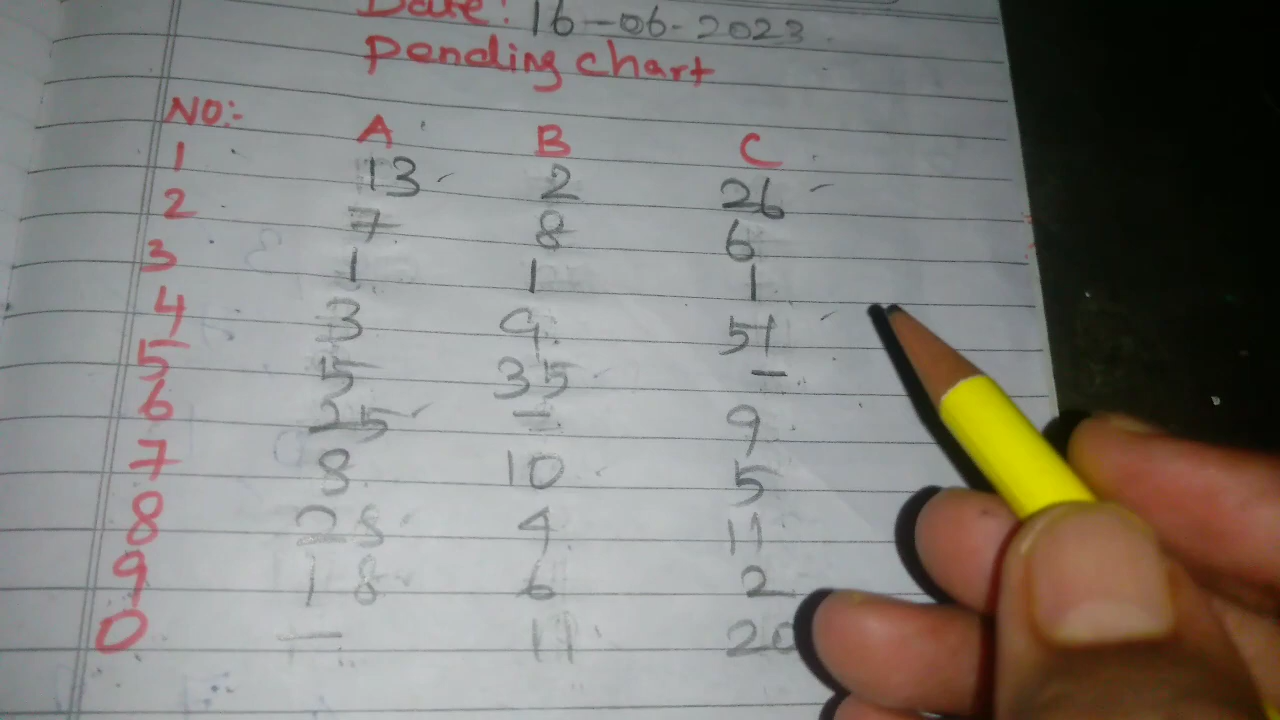 Date: 16-06-2023
Pending chart
NO:- A B C
1 13 2 26
2 7 8 6
3 1 1 1
4 3 9 51
5 5 35 -
6 25 - 9
7 8 10 5
8 28 4 11
9 18 6 2
0 - 11 20